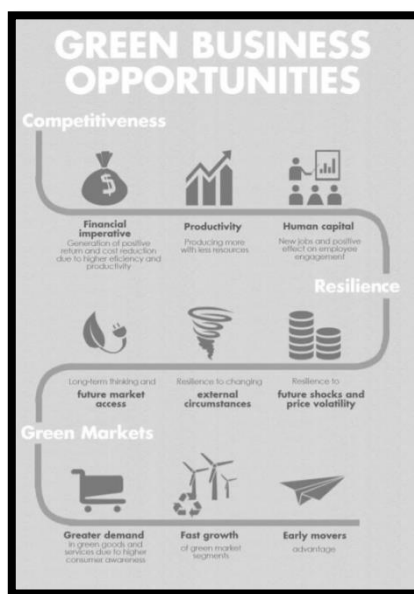 GREEN BUSINESS
OPPORTUNITIES
Competitiveness
Financial
imperative
Generation of positive
return and cost reduction
due to higher eficiency and
productivity
Productivity
Producing more
with less resources
Human capital
New jobs and positive
effect on employee
engagement
Resilience
Long-term thinking and
future market
access
Resilience to changing
external
circumstances
Resilience to
future shocks and
price volatility
Green Markets
Greater demand
in green goods and
services due to higher
consumer awareness
Fast growth
of green market
segments
Early movers
advantage